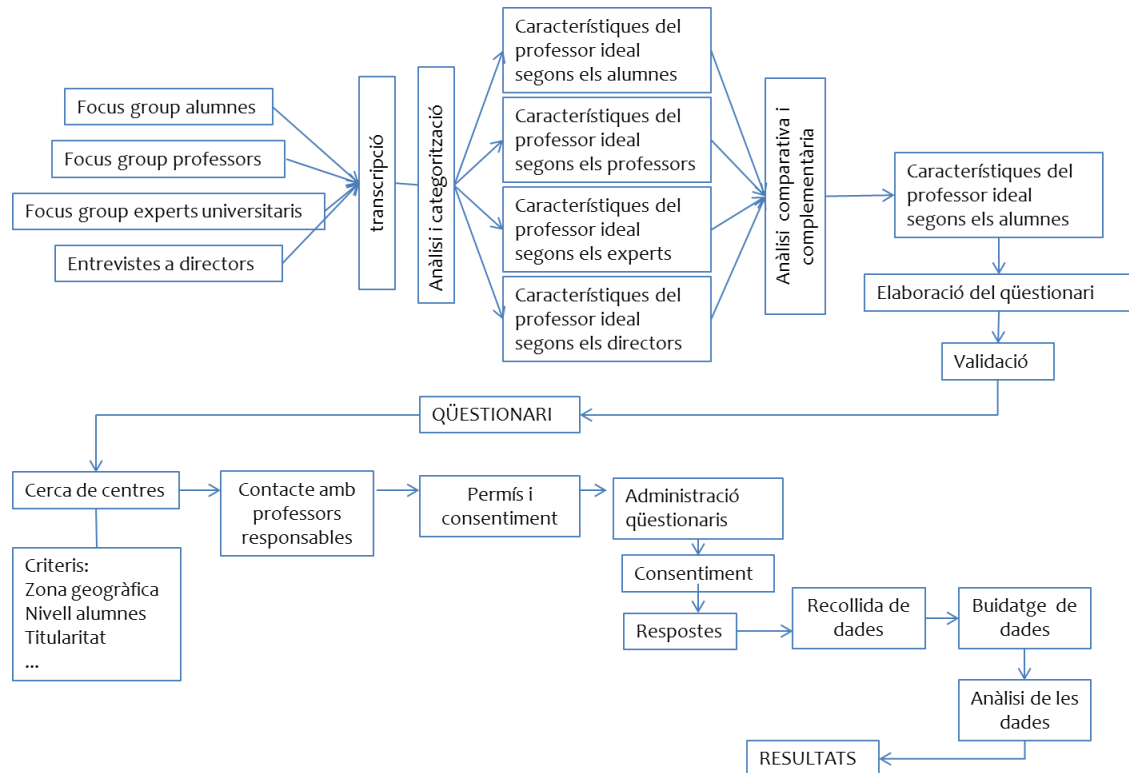 Focus group alumnes
Focus group professors
Focus group experts universitaris
Entrevistes a directors
transcripció
Anàlisi i categorització
Característiques del
professor ideal
segons els alumnes
Característiques del
professor ideal
segons els professors
Característiques del
professor ideal
segons els experts
Característiques del
professor ideal
segons els directors
Anàlisi comparativa i
complementària
Característiques del
professor ideal
segons els alumnes
Elaboració del qüestionari
Validació
QÜESTIONARI
Cerca de centres
Criteris:
Zona geogràfica
Nivell alumnes
Titularitat
...
Contacte amb
professors
responsables
Permís i
consentiment
Administració
qüestionaris
Consentiment
Respostes
Recollida de
dades
Buidatge de
dades
Anàlisi de les
dades
RESULTATS